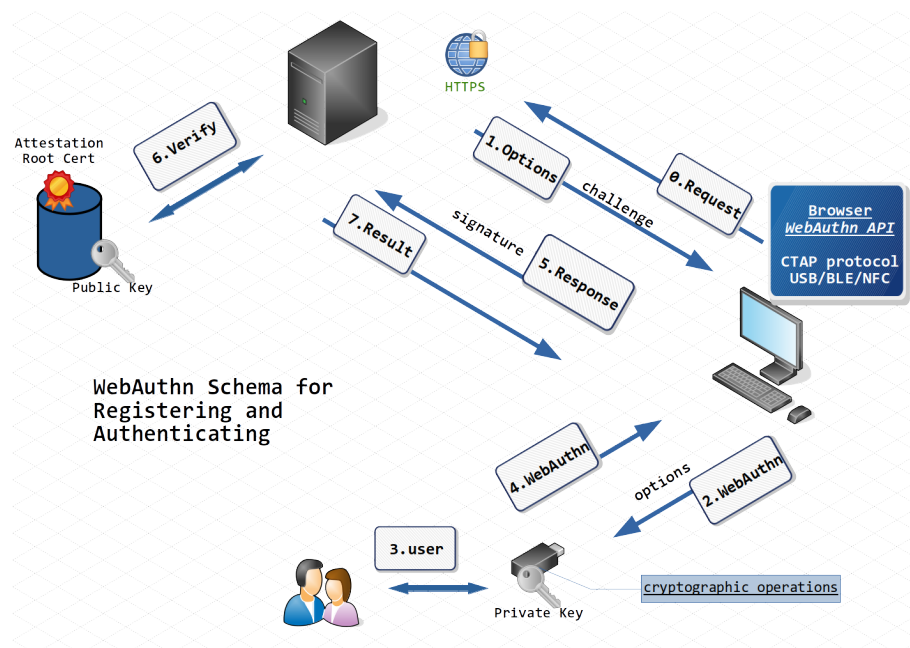 HTTPS
Attestation
Root Cert
6.Verify
1.Options
challenge
0.Request
Browser
WebAuthn API
CTAP protocol
USB/BLE/NFC
7.Result
signature
5.Response
Public Key
WebAuthn Schema for
Registering and
Authenticating
4.WebAuthn
options
2.WebAuthn
3.user
cryptographic operations
Private Key